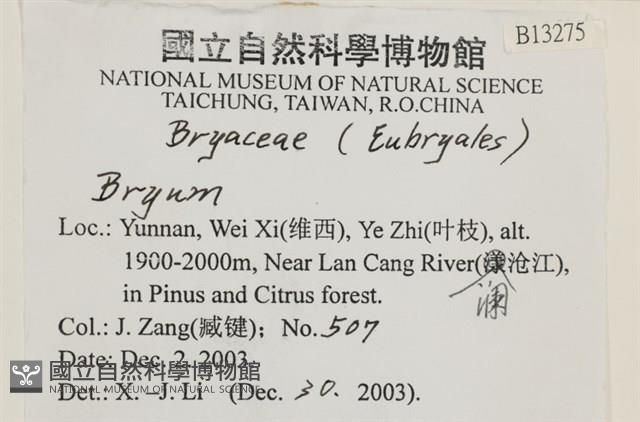 B13275
國立自然科學博物館
NATIONAL MUSEUM OF NATURAL SCIENCE
TAICHUNG, TAIWAN, R.O.CHINA
Bryaceae (Eubryales)
Bryum
Loc.: Yunnan, Wei Xi(维西), Ye Zhi(叶枝), alt.
1900-2000m, Near Lan Cang River(沧江),
澜
in Pinus and Citrus forest.
Col.: J. Zang(臧键); No. 507
Date: Dec. 2, 2003
國立自然科學博物館
NATIONAL MUSEUM OF NATURAL SCIENCE
Det.: X.-J. Li (Dec. 30. 2003).